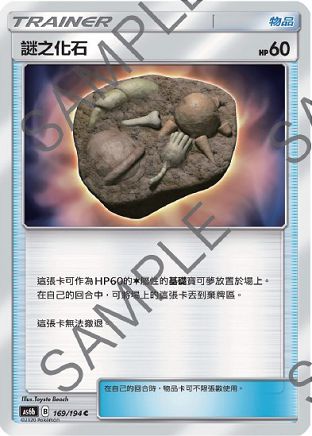 TRAINER
物品
謎之化石
HP60
SAMPLE
SAMPLE
SAMPLE
這張卡可作為HP60的屬性的基礎寶可夢放置於場上。
在自己的回合中，可將場上的這張卡丟到棄牌區。
這張卡無法撤退。
Illus.Toyste Beach
AS6b B 169/194 C
©2020 Pokémon
在自己的回合時，物品卡可不限張數使用。